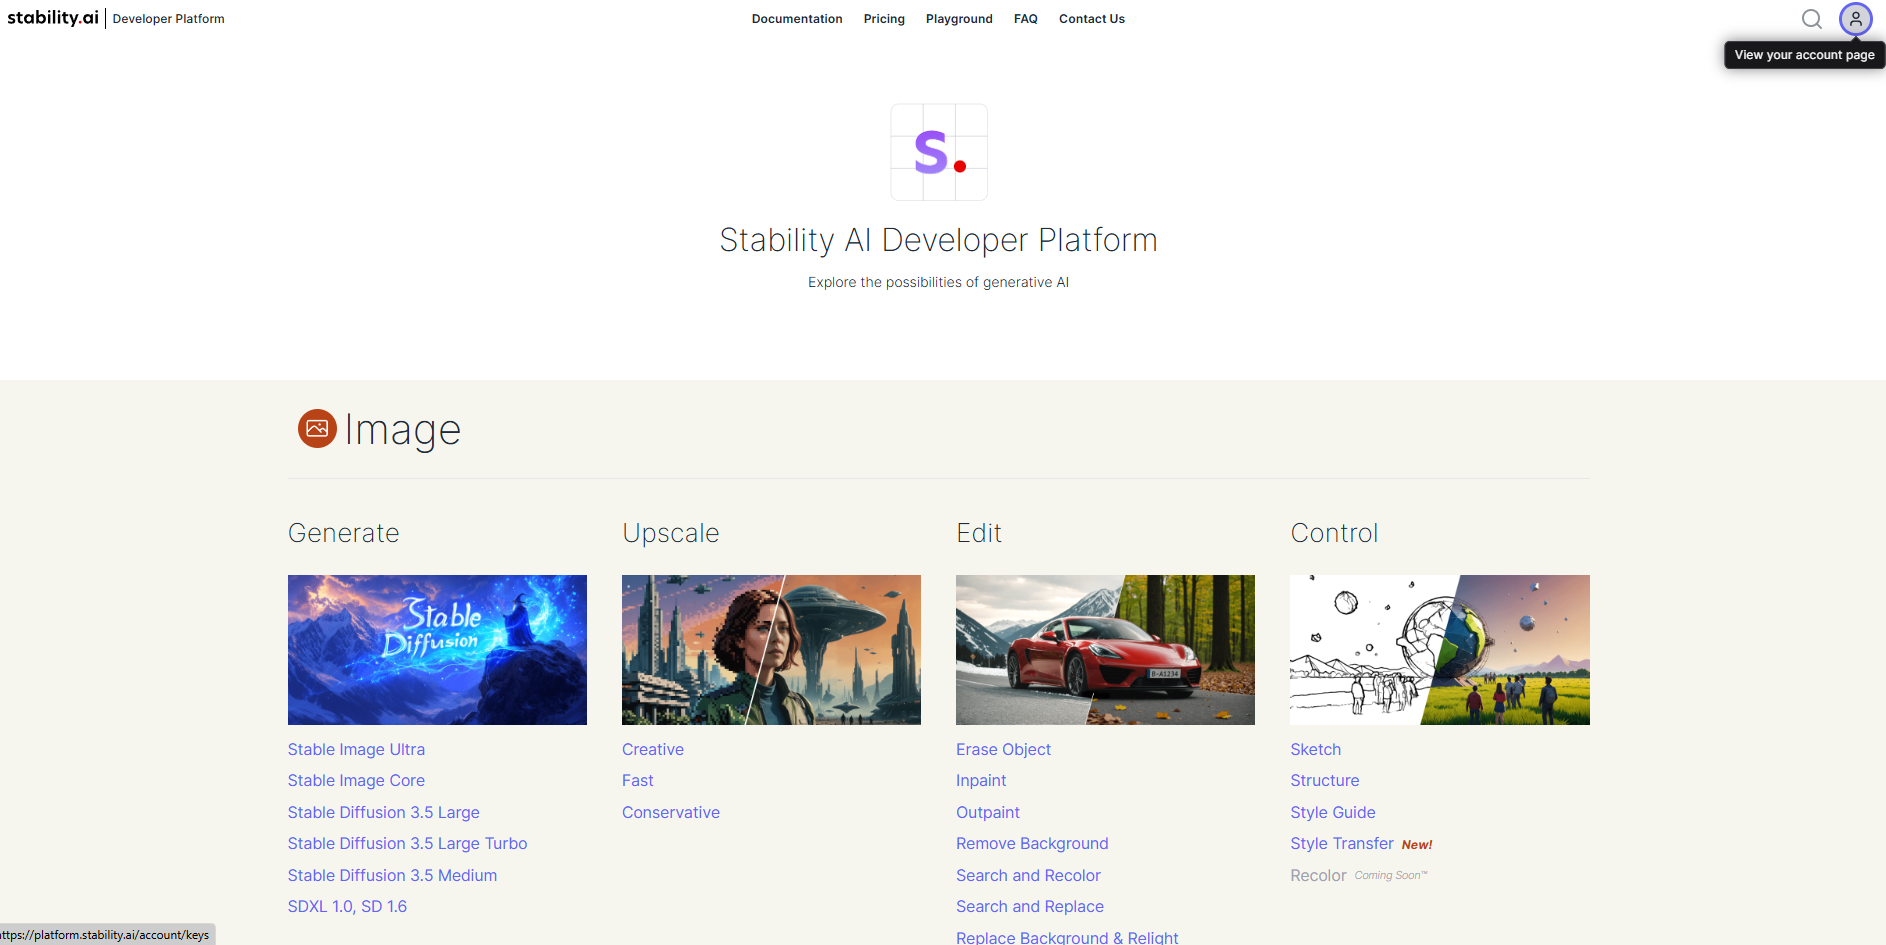 stability.ai | Developer Platform
Documentation Pricing Playground FAQ Contact Us
View your account page
S.
Stability AI Developer Platform
Explore the possibilities of generative AI
Image
Generate
Stable Diffusion
Stable Image Ultra
Stable Image Core
Stable Diffusion 3.5 Large
Stable Diffusion 3.5 Large Turbo
Stable Diffusion 3.5 Medium
SDXL 1.0, SD 1.6
Upscale
Creative
Fast
Conservative
Edit
B-A1234
Erase Object
Inpaint
Outpaint
Remove Background
Search and Recolor
Search and Replace
Replace Background & Relight
Control
Sketch
Structure
Style Guide
Style Transfer New!
Recolor Coming Soon™
ttps://platform.stability.ai/account/keys